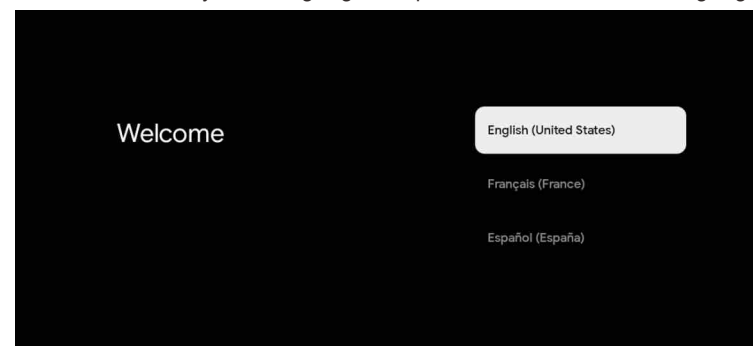 Welcome
English (United States)
Français (France)
Español (España)